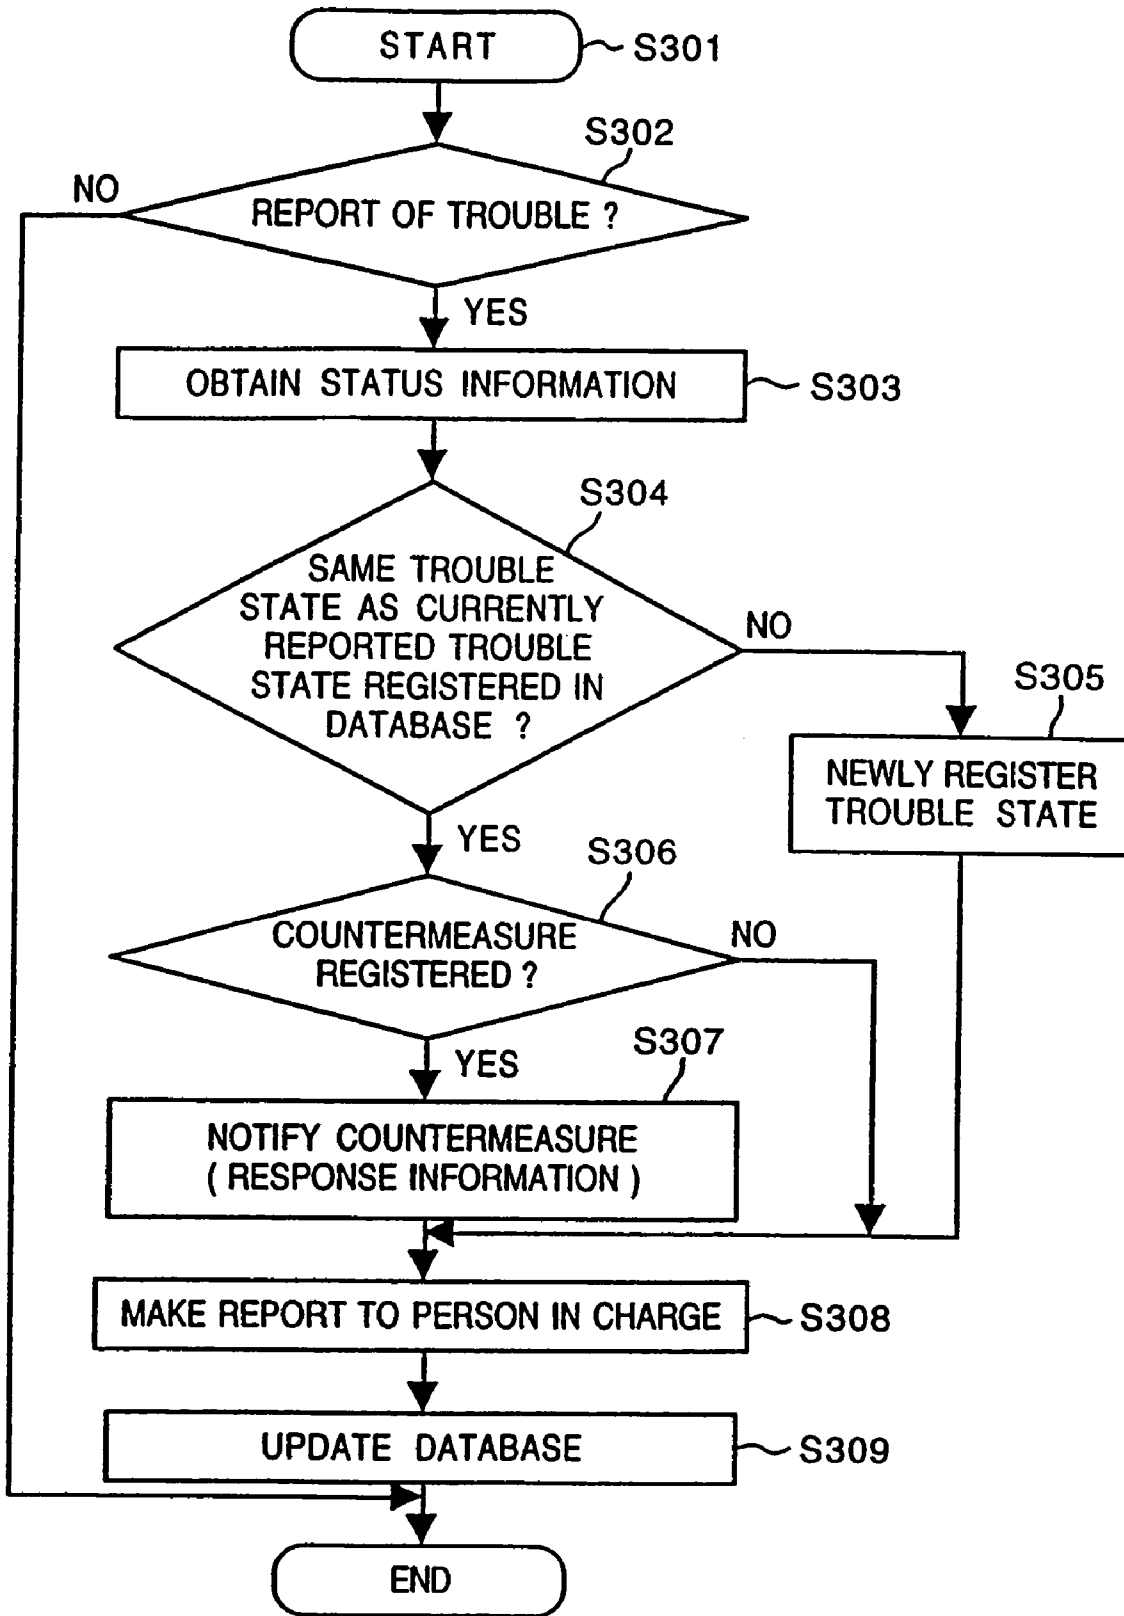 START
S301
S302
NO
REPORT OF TROUBLE ?
YES
OBTAIN STATUS INFORMATION
S303
S304
SAME TROUBLE
STATE AS CURRENTLY
REPORTED TROUBLE
STATE REGISTERED IN
DATABASE ?
NO
S305
NEWLY REGISTER
TROUBLE STATE
YES
S306
COUNTERMEASURE
REGISTERED ?
NO
YES
S307
NOTIFY COUNTERMEASURE
( RESPONSE INFORMATION )
MAKE REPORT TO PERSON IN CHARGE
S308
UPDATE DATABASE
S309
END